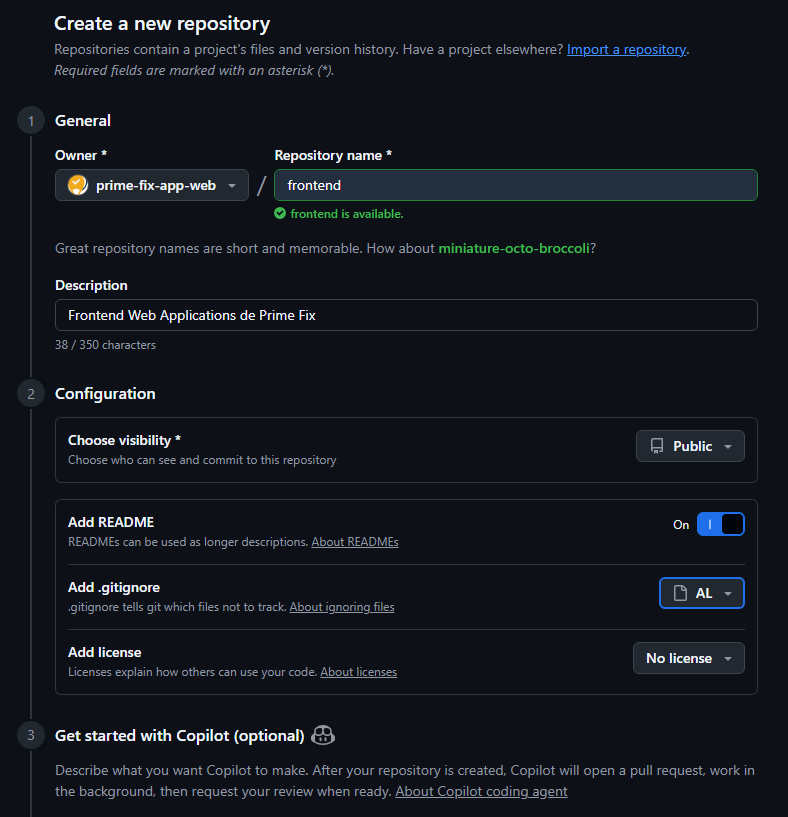 Create a new repository
Repositories contain a project's files and version history. Have a project elsewhere? Import a repository.
Required fields are marked with an asterisk (*).
1 General
Owner * Repository name *
prime-fix-app-web / frontend
frontend is available.
Great repository names are short and memorable. How about miniature-octo-broccoli?
Description
Frontend Web Applications de Prime Fix
38 / 350 characters
2 Configuration
Choose visibility *
Choose who can see and commit to this repository
Public
Add README
READMEs can be used as longer descriptions. About READMEs
On
Add .gitignore
.gitignore tells git which files not to track. About ignoring files
AL
Add license
Licenses explain how others can use your code. About licenses
No license
3 Get started with Copilot (optional)
Describe what you want Copilot to make. After your repository is created, Copilot will open a pull request, work in
the background, then request your review when ready. About Copilot coding agent